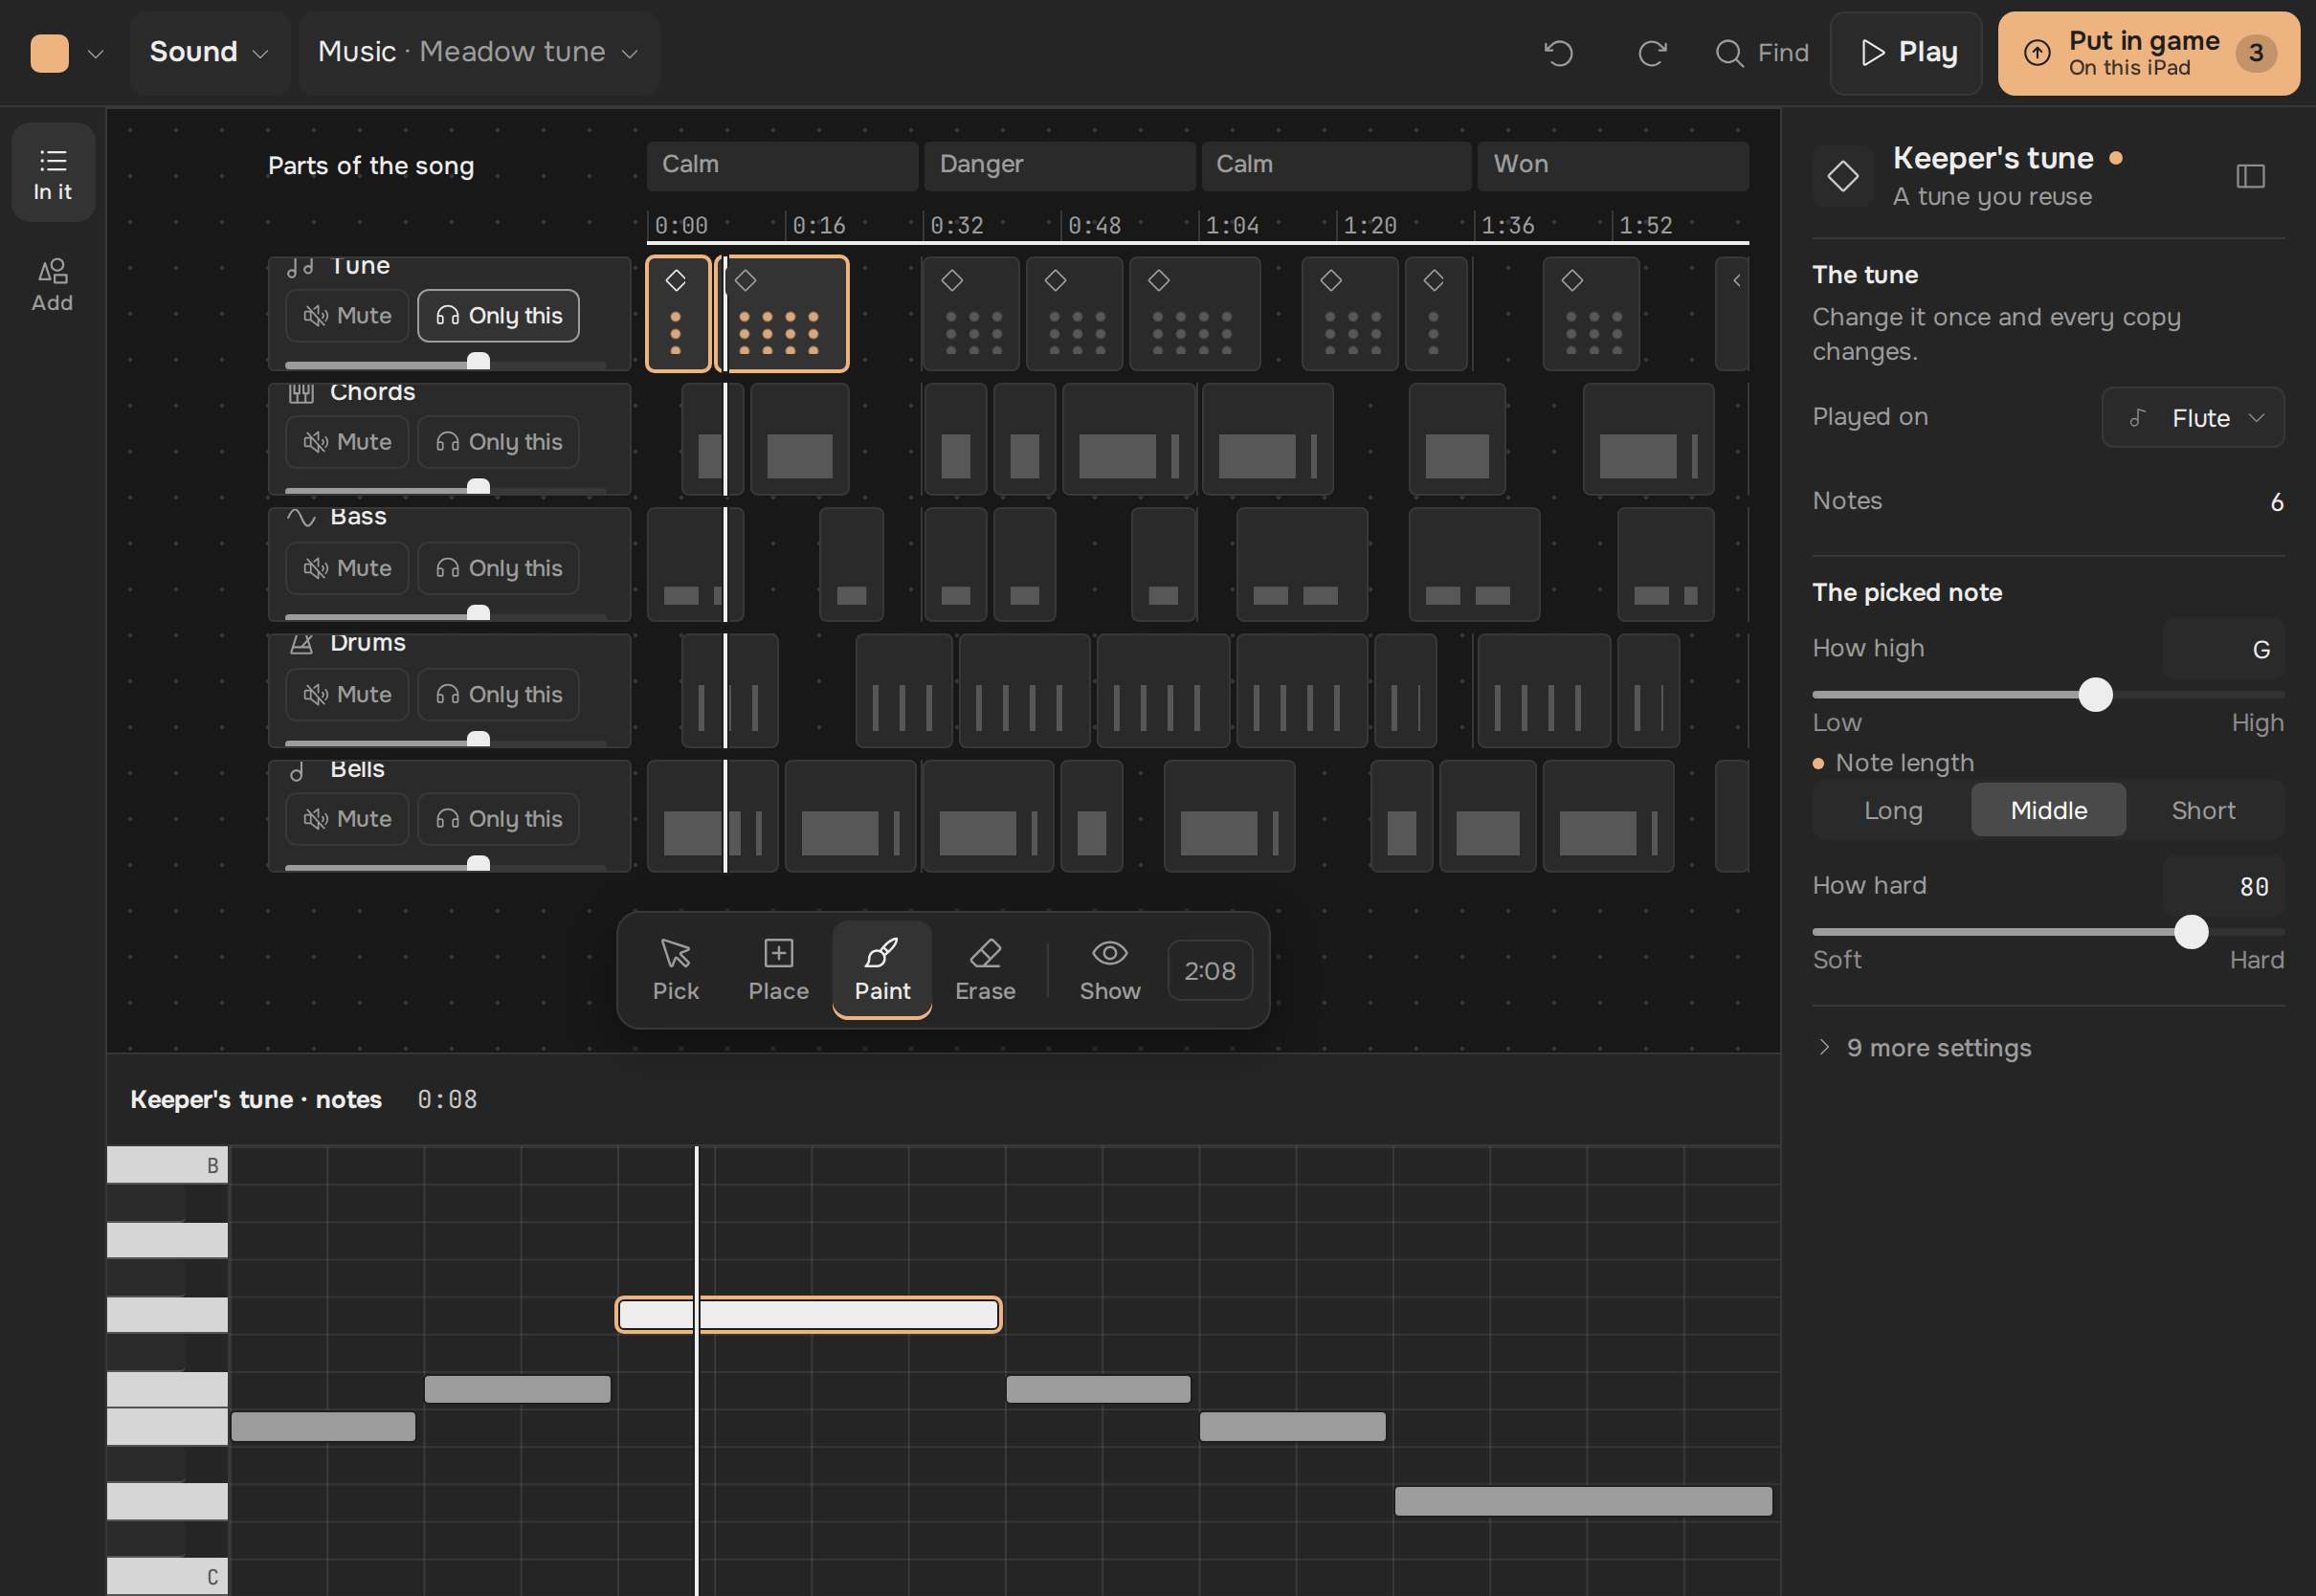 Sound
Music · Meadow tune
Find
Play
Put in game
On this iPad
3
In it
Add
Parts of the song
Calm
Danger
Calm
Won
0:00
0:16
0:32
0:48
1:04
1:20
1:36
1:52
Tune
Mute
Only this
Chords
Mute
Only this
Bass
Mute
Only this
Drums
Mute
Only this
Bells
Mute
Only this
Pick
Place
Paint
Erase
Show
2:08
Keeper's tune · notes
0:08
B
C
Keeper's tune
A tune you reuse
The tune
Change it once and every copy
changes.
Played on
Flute
Notes
6
The picked note
How high
G
Low
High
Note length
Long
Middle
Short
How hard
80
Soft
Hard
9 more settings